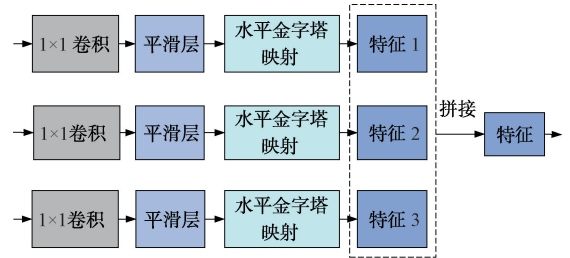 1×1 卷积
平滑层
水平金字塔
映射
特征 1
1×1卷积
平滑层
水平金字塔
映射
特征 2
拼接
特征
1×1卷积
平滑层
水平金字塔
映射
特征 3